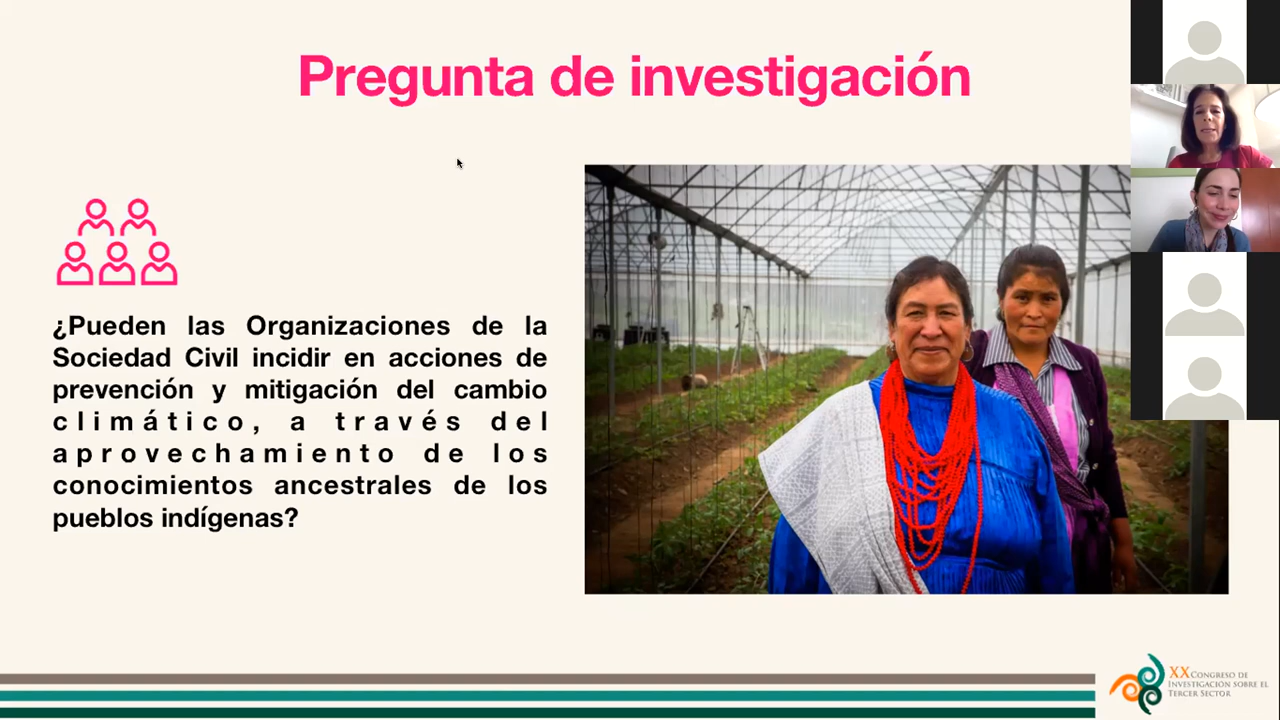 Pregunta de investigación
¿Pueden las Organizaciones de la
Sociedad Civil incidir en acciones de
prevención y mitigación del cambio
climático, a través del
aprovechamiento de los
conocimientos ancestrales de los
pueblos indígenas?
XX CONGRESO DE
INVESTIGACIÓN SOBRE EL
TERCER SECTOR